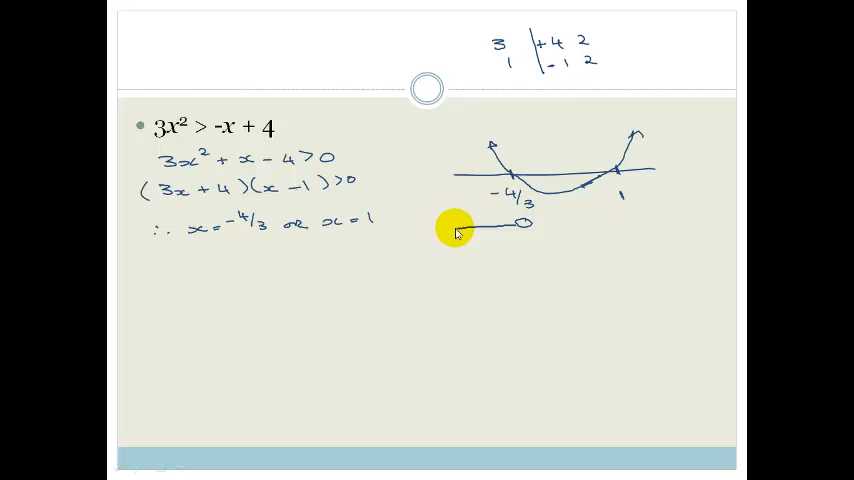 3 | +4 2
1 | -1 2
3x² > -x + 4
3x² + x - 4 > 0
(3x + 4)(x - 1) > 0
∴ x = -4/3 or x = 1
-4/3 1